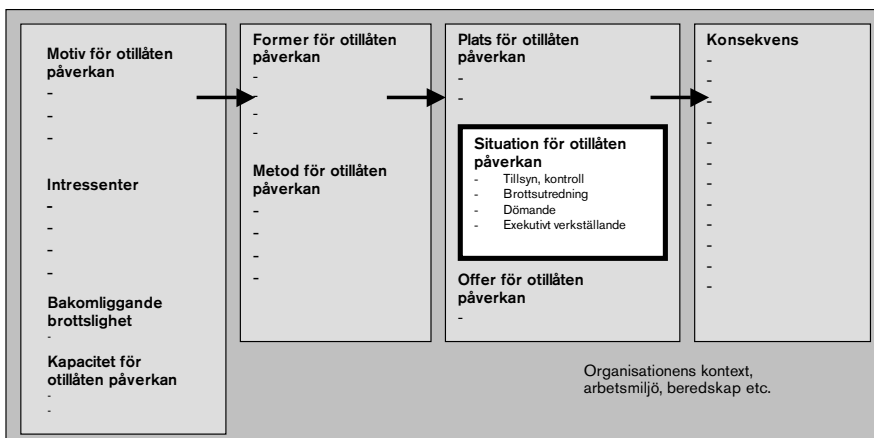 Motiv för otillåten
påverkan
-
-
-
Intressenter
-
-
-
-
Bakomliggande
brottslighet
-
Kapacitet för
otillåten påverkan
-
-
Former för otillåten
påverkan
-
-
-
-
Metod för otillåten
påverkan
-
-
-
-
Plats för otillåten
påverkan
-
-
Situation för otillåten
påverkan
- Tillsyn, kontroll
- Brottsutredning
- Dömande
- Exekutivt verkställande
Offer för otillåten
påverkan
-
Konsekvens
-
-
-
-
-
-
-
-
-
-
-
-
Organisationens kontext,
arbetsmiljö, beredskap etc.